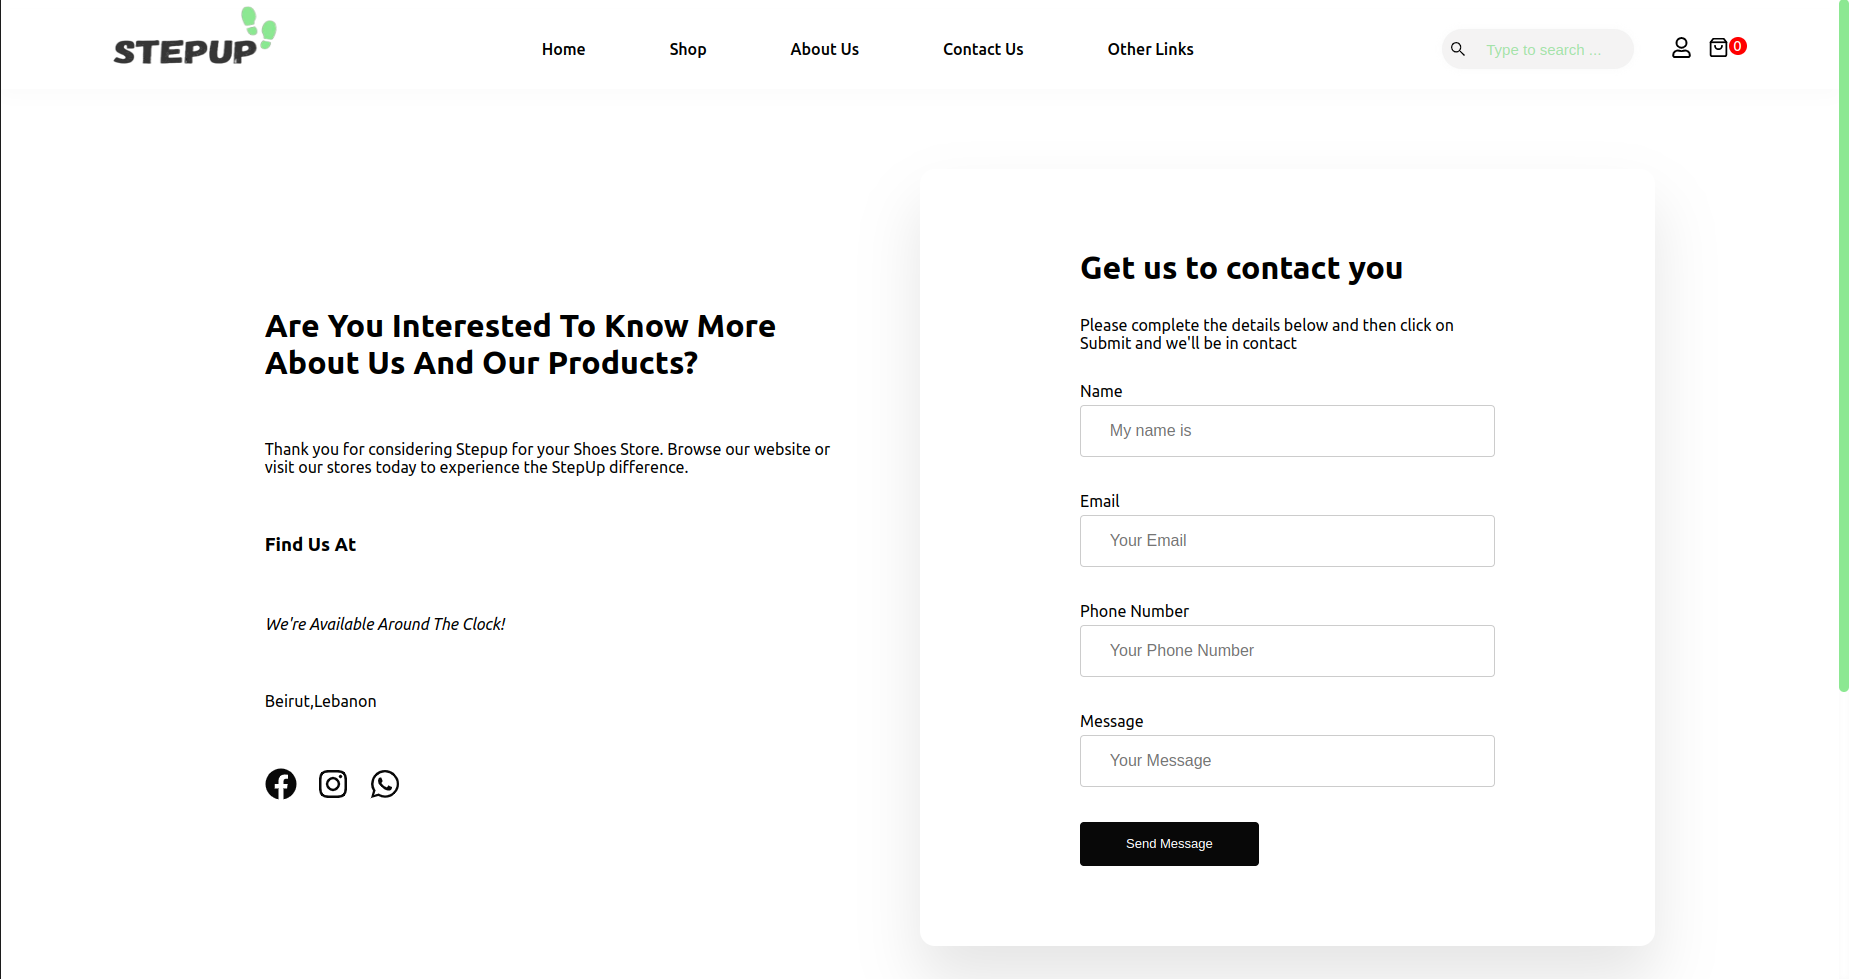 STEPUP
Home
Shop
About Us
Contact Us
Other Links
Type to search ...
0
Are You Interested To Know More
About Us And Our Products?
Thank you for considering Stepup for your Shoes Store. Browse our website or
visit our stores today to experience the StepUp difference.
Find Us At
We're Available Around The Clock!
Beirut,Lebanon
Get us to contact you
Please complete the details below and then click on
Submit and we'll be in contact
Name
My name is
Email
Your Email
Phone Number
Your Phone Number
Message
Your Message
Send Message